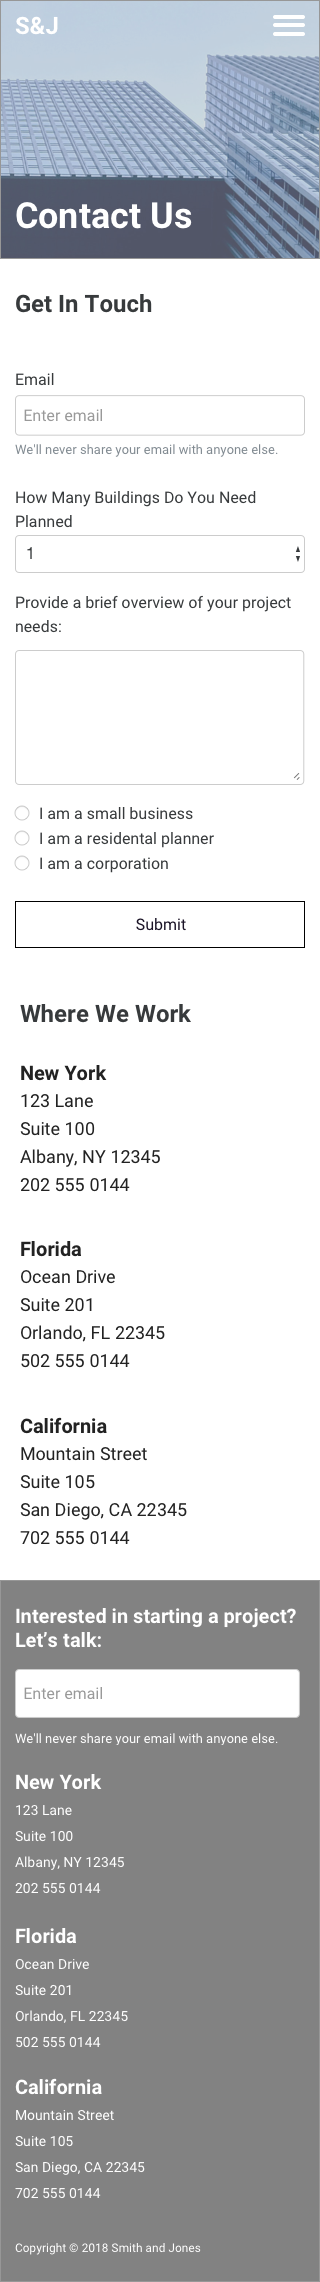 S&J
Contact Us
Get In Touch
Email
Enter email
We'll never share your email with anyone else.
How Many Buildings Do You Need
Planned
1
Provide a brief overview of your project
needs:
I am a small business
I am a residental planner
I am a corporation
Submit
Where We Work
New York
123 Lane
Suite 100
Albany, NY 12345
202 555 0144
Florida
Ocean Drive
Suite 201
Orlando, FL 22345
502 555 0144
California
Mountain Street
Suite 105
San Diego, CA 22345
702 555 0144
Interested in starting a project?
Let's talk:
Enter email
We'll never share your email with anyone else.
New York
123 Lane
Suite 100
Albany, NY 12345
202 555 0144
Florida
Ocean Drive
Suite 201
Orlando, FL 22345
502 555 0144
California
Mountain Street
Suite 105
San Diego, CA 22345
702 555 0144
Copyright © 2018 Smith and Jones